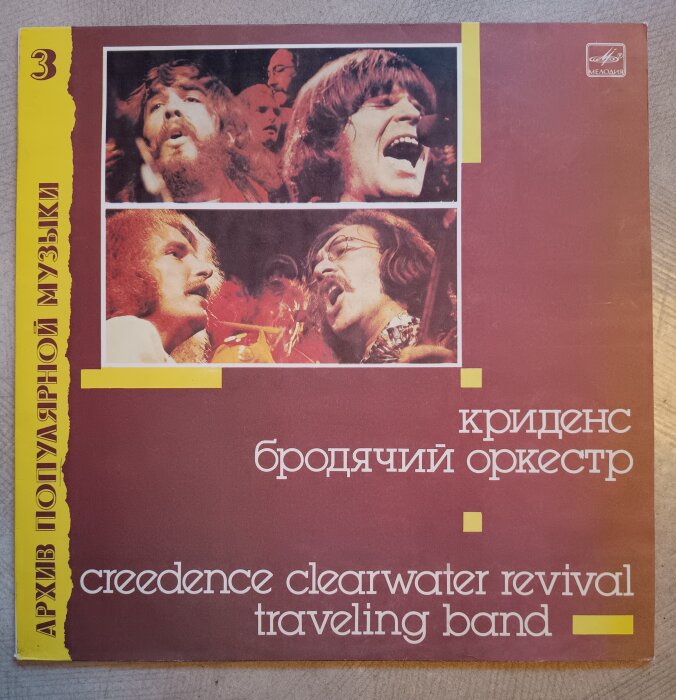 3
АРХИВ ПОПУЛЯРНОЙ МУЗЫКИ
МЕЛОДИЯ
криденс
бродячий оркестр
creedence clearwater revival
traveling band